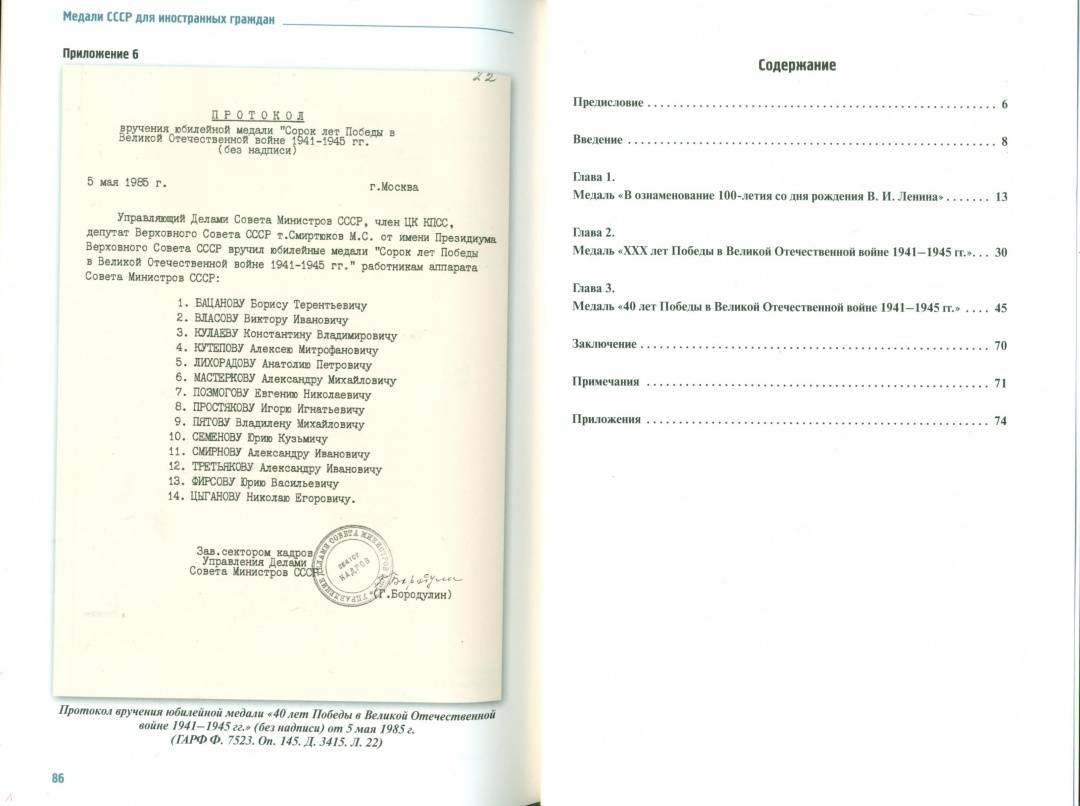 Медали СССР для иностранных граждан
Приложение 6
22
ПРОТОКОЛ
вручения юбилейной медали "Сорок лет Победы в
Великой Отечественной войне 1941-1945 гг.
(без надписи)
5 мая 1985 г.
г.Москва
Управляющий Делами Совета Министров СССР, член ЦК КПСС,
депутат Верховного Совета СССР т.Смиртюков М.С. от имени Президиума
Верховного Совета СССР вручил юбилейные медали "Сорок лет Победы
в Великой Отечественной войне 1941-1945 гг." работникам аппарата
Совета Министров СССР:
1. БАЦАНОВУ Борису Терентьевичу
2. ВЛАСОВУ Виктору Ивановичу
3. КУЛАЕВУ Константину Владимировичу
4. КУТЕПОВУ Алексею Митрофановичу
5. ЛИХОРАДОВУ Анатолию Петровичу
6. МАСТЕРКОВУ Александру Михайловичу
7. ПОЗМОГОВУ Евгению Николаевичу
8. ПРОСТЯКОВУ Игорю Игнатьевичу
9. ПЯТОВУ Владилену Михайловичу
10. СЕМЕНОВУ Юрию Кузьмичу
11. СМИРНОВУ Александру Ивановичу
12. ТРЕТЬЯКОВУ Александру Ивановичу
13. ФИРСОВУ Юрию Васильевичу
14. ЦЫГАНОВУ Николаю Егоровичу.
Зав.сектором кадров
Управления Делами
Совета Министров СССР
УПРАВЛЕНИЕ ДЕЛАМИ СОВЕТА МИНИСТРОВ
СЕКТОР
КАДРОВ
(Г.Бородулин)
Протокол вручения юбилейной медали «40 лет Победы в Великой Отечественной
войне 1941—1945 гг.» (без надписи) от 5 мая 1985 г.
(ГАРФ Ф. 7523. Оп. 145. Д. 3415. Л. 22)
86
Содержание
Предисловие . . . . . . . . . . . . . . . . . . . . 6
Введение . . . . . . . . . . . . . . . . . . . . 8
Глава 1.
Медаль «В ознаменование 100-летия со дня рождения В. И. Ленина» . . . . . 13
Глава 2.
Медаль «XXX лет Победы в Великой Отечественной войне 1941—1945 гг.». . . 30
Глава 3.
Медаль «40 лет Победы в Великой Отечественной войне 1941—1945 гг.» . . . . 45
Заключение . . . . . . . . . . . . . . . . . . . . 70
Примечания . . . . . . . . . . . . . . . . . . . . 71
Приложения . . . . . . . . . . . . . . . . . . . . 74